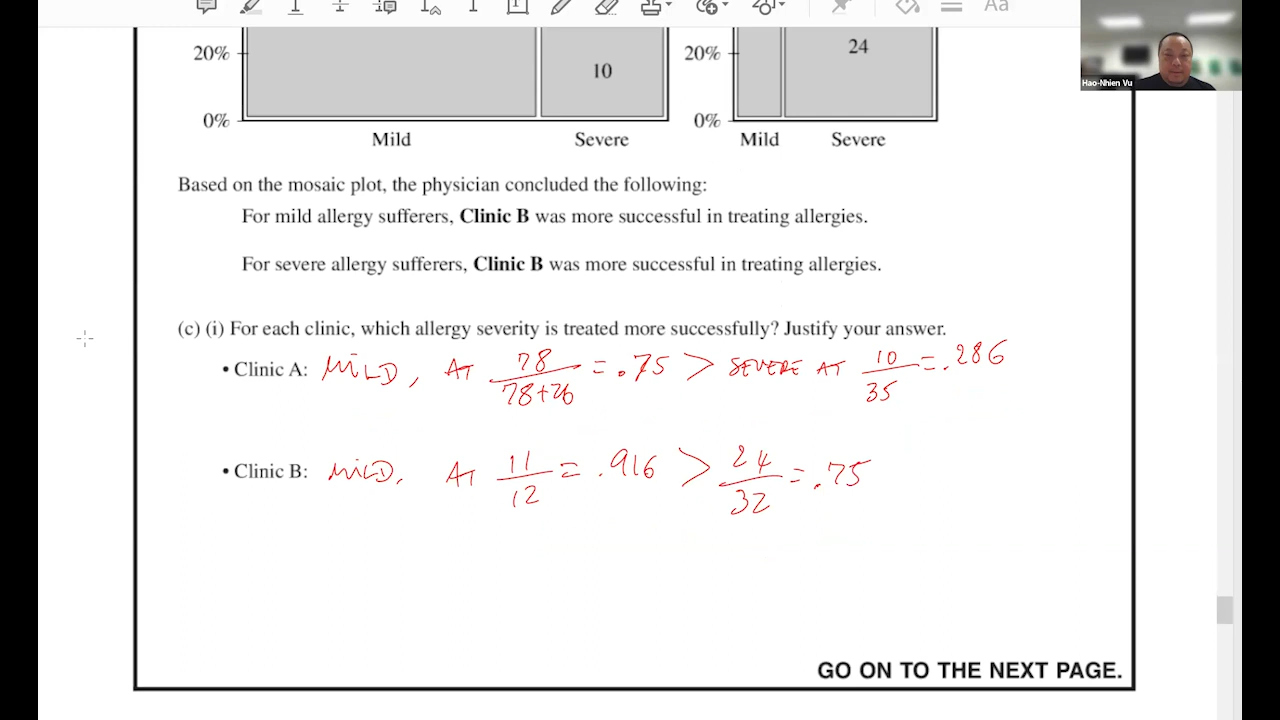 Aa
Hao-Nhien Vu
20% 20% 24
10
0% 0%
Mild Severe Mild Severe
Based on the mosaic plot, the physician concluded the following:
For mild allergy sufferers, Clinic B was more successful in treating allergies.
For severe allergy sufferers, Clinic B was more successful in treating allergies.
(c) (i) For each clinic, which allergy severity is treated more successfully? Justify your answer.
• Clinic A: MILD, AT 78/78+26 = .75 > SEVERE AT 10/35 = .286
• Clinic B: MILD. AT 11/12 = .916 > 24/32 = .75
GO ON TO THE NEXT PAGE.